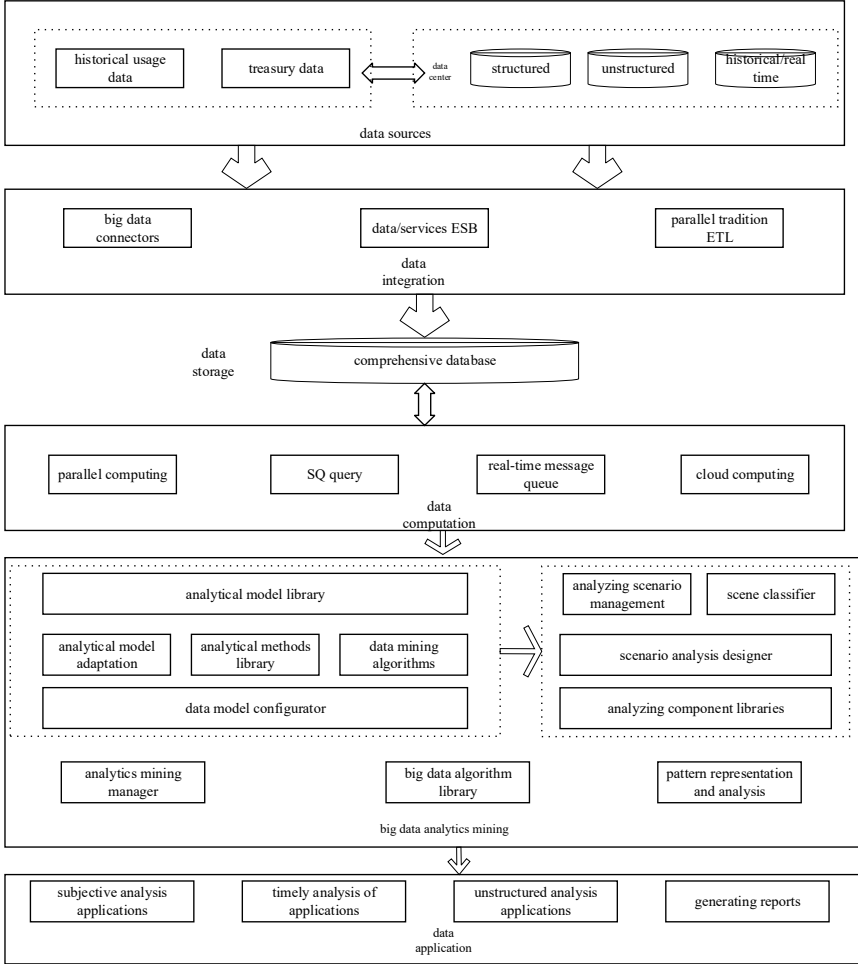 historical usage
data
treasury data
data
center
structured
unstructured
historical/real
time
data sources
big data
connectors
data/services ESB
parallel tradition
ETL
data
integration
data
storage
comprehensive database
parallel computing
SQ query
real-time message
queue
cloud computing
data
computation
analytical model library
analytical model
adaptation
analytical methods
library
data mining
algorithms
data model configurator
analyzing scenario
management
scene classifier
scenario analysis designer
analyzing component libraries
analytics mining
manager
big data algorithm
library
pattern representation
and analysis
big data analytics mining
subjective analysis
applications
timely analysis of
applications
unstructured analysis
applications
generating reports
data
application